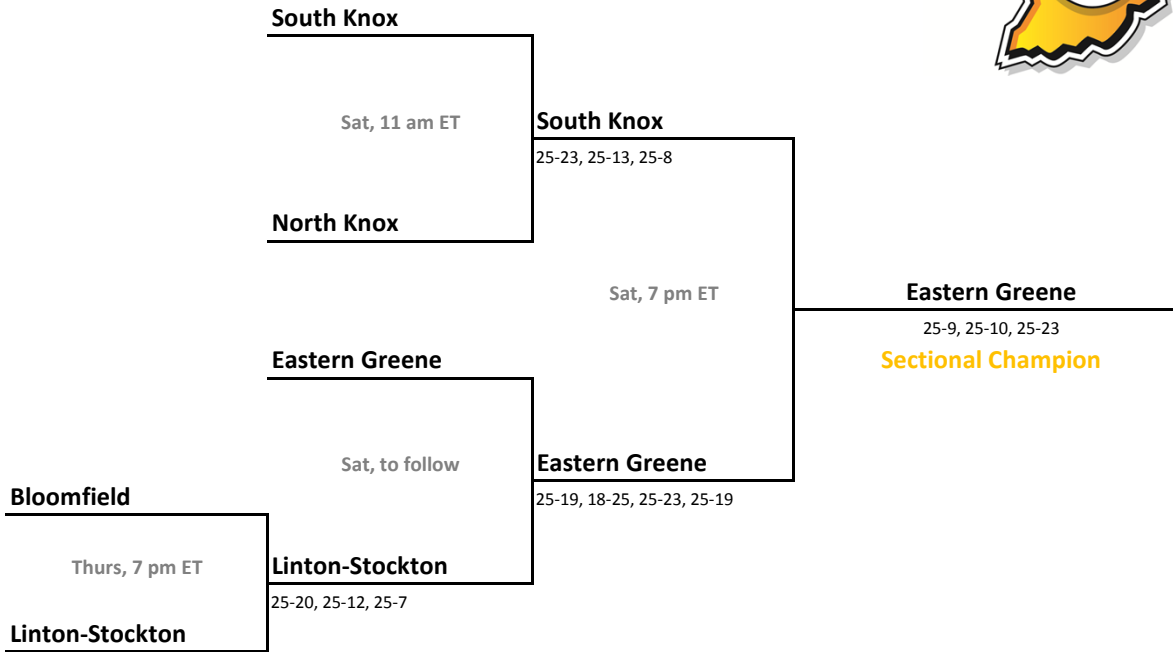 South Knox
Sat, 11 am ET
South Knox
25-23, 25-13, 25-8
North Knox
Sat, 7 pm ET
Eastern Greene
25-9, 25-10, 25-23
Sectional Champion
Eastern Greene
Sat, to follow
Eastern Greene
25-19, 18-25, 25-23, 25-19
Bloomfield
Thurs, 7 pm ET
Linton-Stockton
25-20, 25-12, 25-7
Linton-Stockton